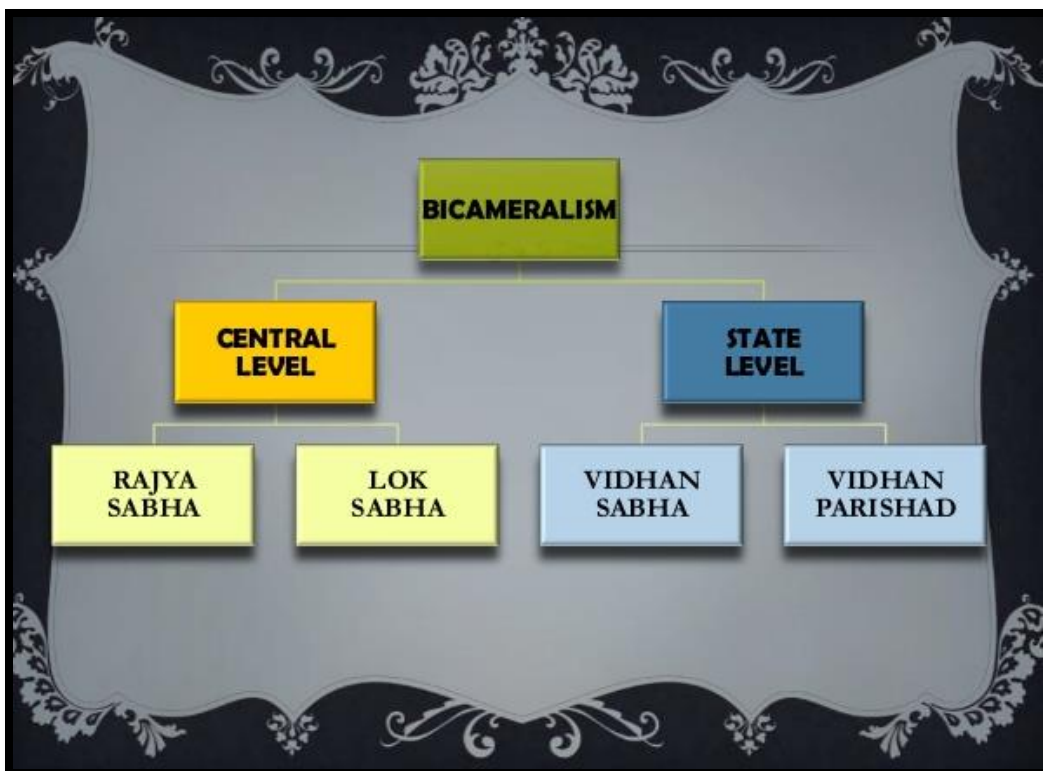 BICAMERALISM
CENTRAL
LEVEL
STATE
LEVEL
RAJYA
SABHA
LOK
SABHA
VIDHAN
SABHA
VIDHAN
PARISHAD